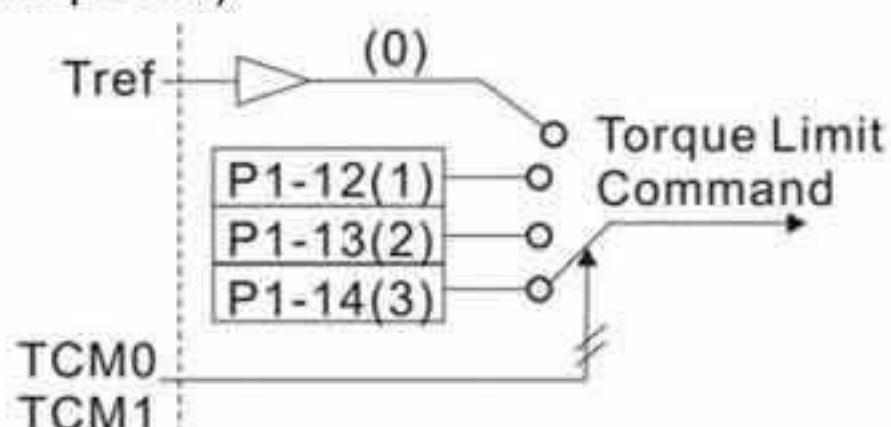 (0)
Tref
Torque Limit
P1-12(1)
Command
P1-13(2)
P1-14(3)
TCM0
TCM1